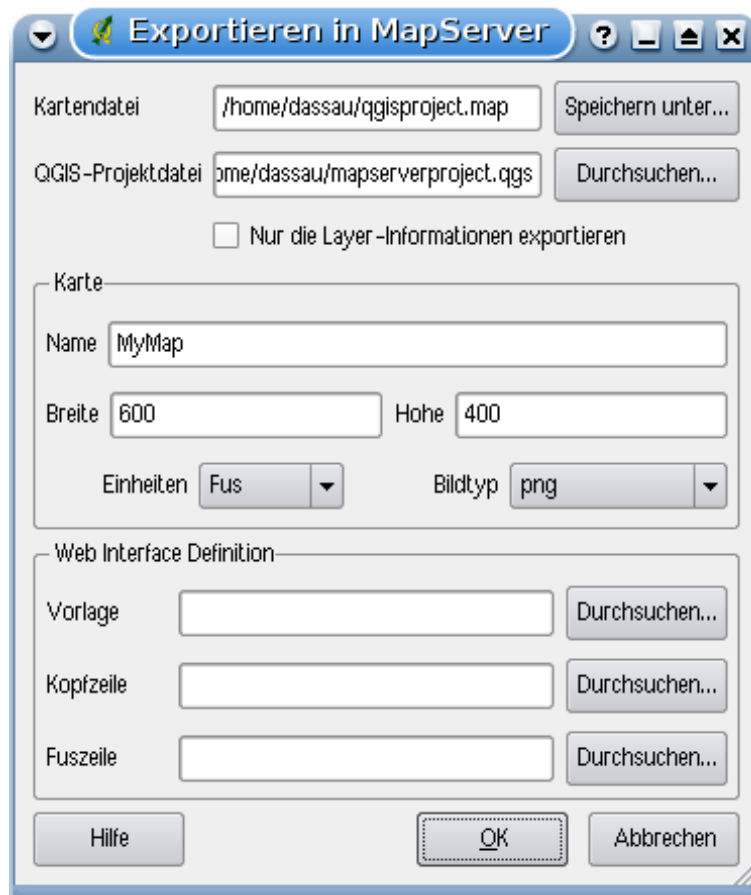 Exportieren in MapServer
Kartendatei /home/dassau/qgisproject.map Speichern unter...
QGIS-Projektdatei ome/dassau/mapserverproject.qgs Durchsuchen...
Nur die Layer-Informationen exportieren
Karte
Name MyMap
Breite 600 Hohe 400
Einheiten Fus Bildtyp png
Web Interface Definition
Vorlage Durchsuchen...
Kopfzeile Durchsuchen...
Fuszeile Durchsuchen...
Hilfe OK Abbrechen